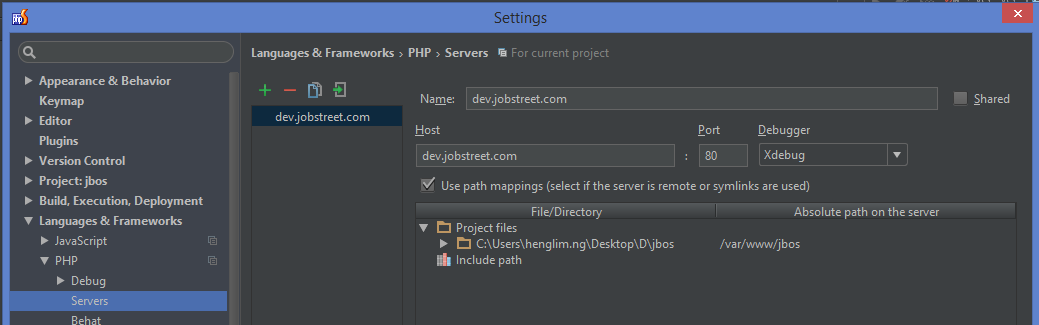 Settings
Languages & Frameworks › PHP › Servers For current project
Appearance & Behavior
Keymap
Editor
Plugins
Version Control
Project: jbos
Build, Execution, Deployment
Languages & Frameworks
JavaScript
PHP
Debug
Servers
Behat
dev.jobstreet.com
Name: dev.jobstreet.com Shared
Host Port Debugger
dev.jobstreet.com : 80 Xdebug
Use path mappings (select if the server is remote or symlinks are used)
File/Directory Absolute path on the server
Project files
C:\Users\henglim.ng\Desktop\D\jbos /var/www/jbos
Include path